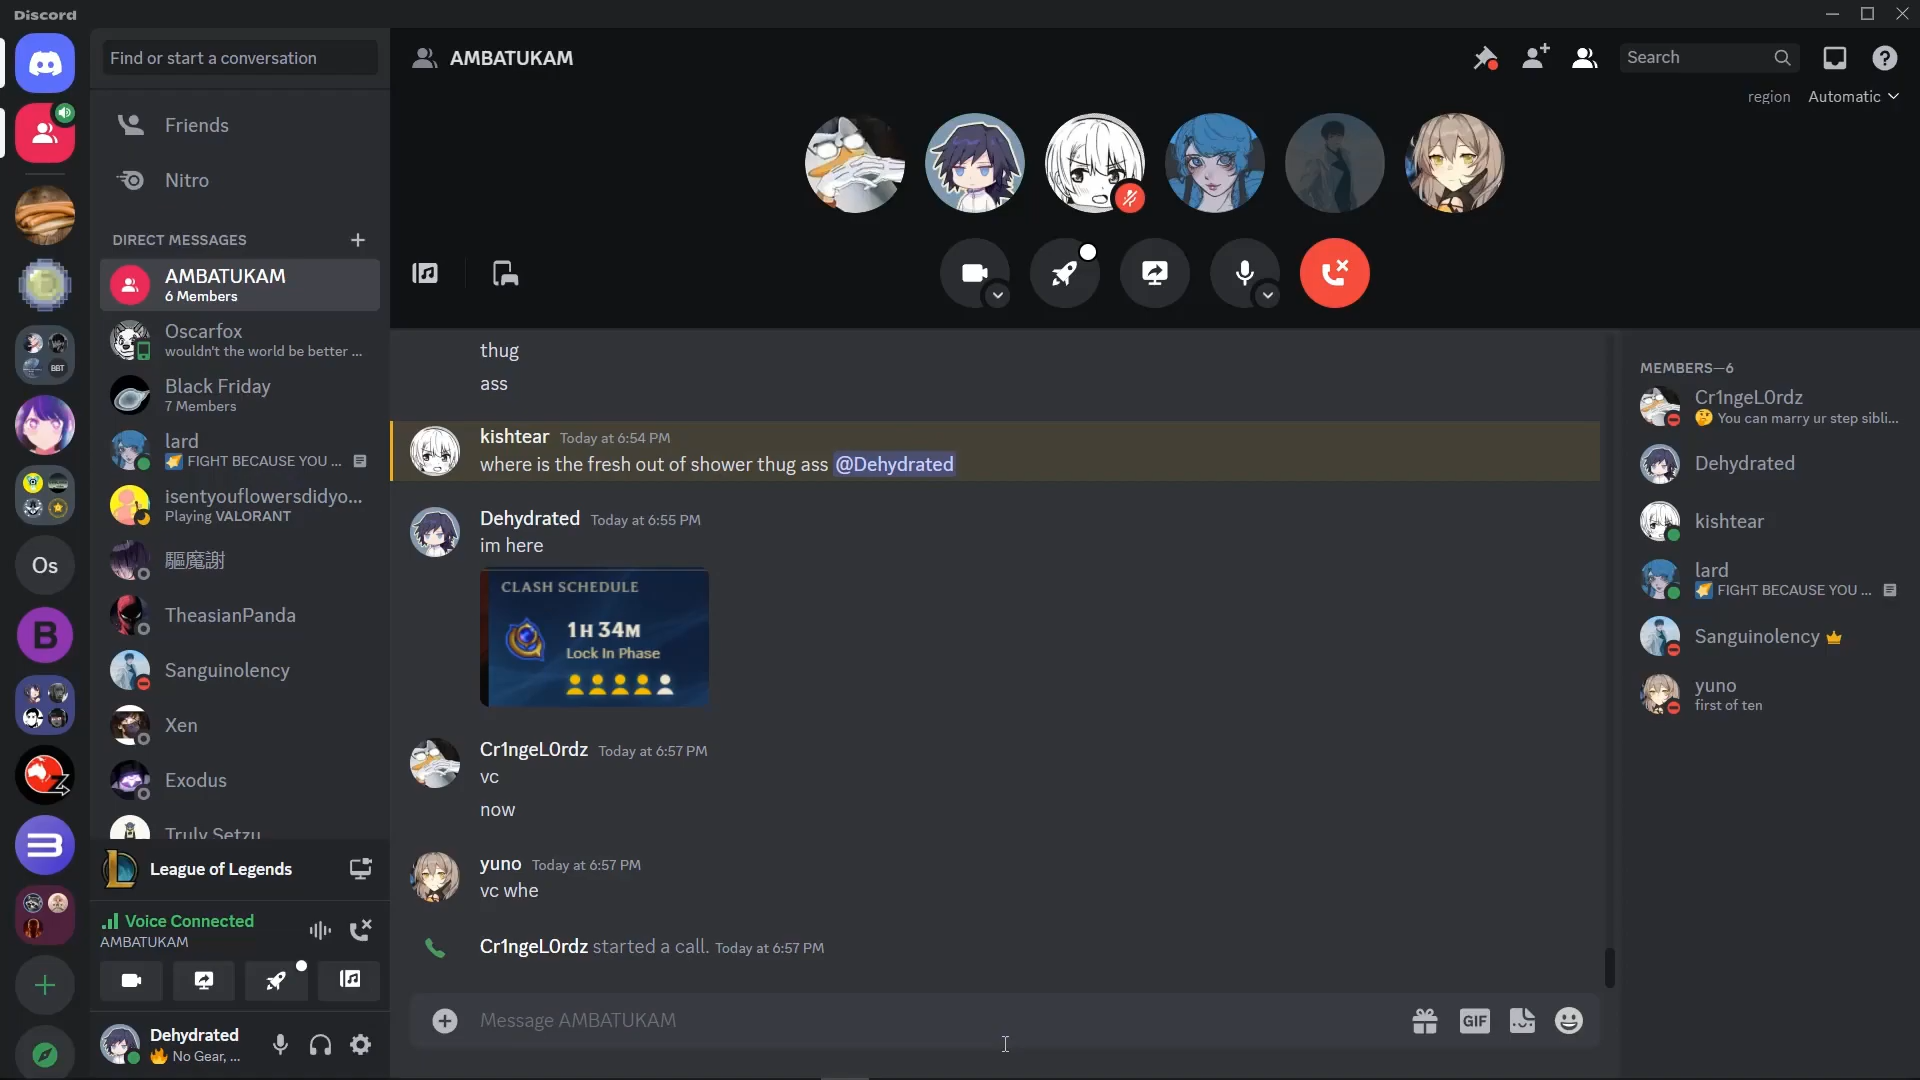 Discord
Find or start a conversation
Friends
Nitro
DIRECT MESSAGES
AMBATUKAM
6 Members
Oscarfox
wouldn't the world be better ...
Black Friday
7 Members
lard
FIGHT BECAUSE YOU ...
isentyouflowersdidyo...
Playing VALORANT
驅魔謝
TheasianPanda
Sanguinolency
Xen
Exodus
Truly Setzu
BBT
Os
B
League of Legends
Voice Connected
AMBATUKAM
Dehydrated
No Gear, ...
AMBATUKAM
Search
region Automatic
thug
ass
kishtear Today at 6:54 PM
where is the fresh out of shower thug ass @Dehydrated
Dehydrated Today at 6:55 PM
im here
CLASH SCHEDULE
1H 34M
Lock In Phase
Cr1ngeL0rdz Today at 6:57 PM
vc
now
yuno Today at 6:57 PM
vc whe
Cr1ngeL0rdz started a call. Today at 6:57 PM
Message AMBATUKAM
GIF
MEMBERS—6
Cr1ngeL0rdz
You can marry ur step sibli...
Dehydrated
kishtear
lard
FIGHT BECAUSE YOU ...
Sanguinolency
yuno
first of ten